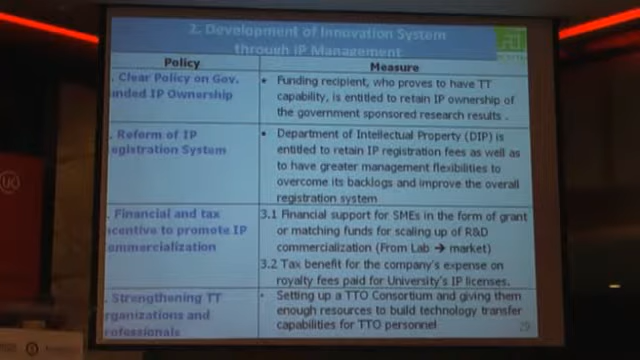 2. Development of Innovation System
through IP Management
Policy
Measure
. Clear Policy on Gov.
unded IP Ownership
• Funding recipient, who proves to have TT
capability, is entitled to retain IP ownership of
the government sponsored research results .
. Reform of IP
egistration System
• Department of Intellectual Property (DIP) is
entitled to retain IP registration fees as well as
to have greater management flexibilities to
overcome its backlogs and improve the overall
registration system
. Financial and tax
centive to promote IP
ommercialization
3.1 Financial support for SMEs in the form of grant
or matching funds for scaling up of R&D
commercialization (From Lab → market)
3.2 Tax benefit for the company's expense on
royalty fees paid for University's IP licenses.
. Strengthening TT
rganizations and
rofessionals
• Setting up a TTO Consortium and giving them
enough resources to build technology transfer
capabilities for TTO personnel
29